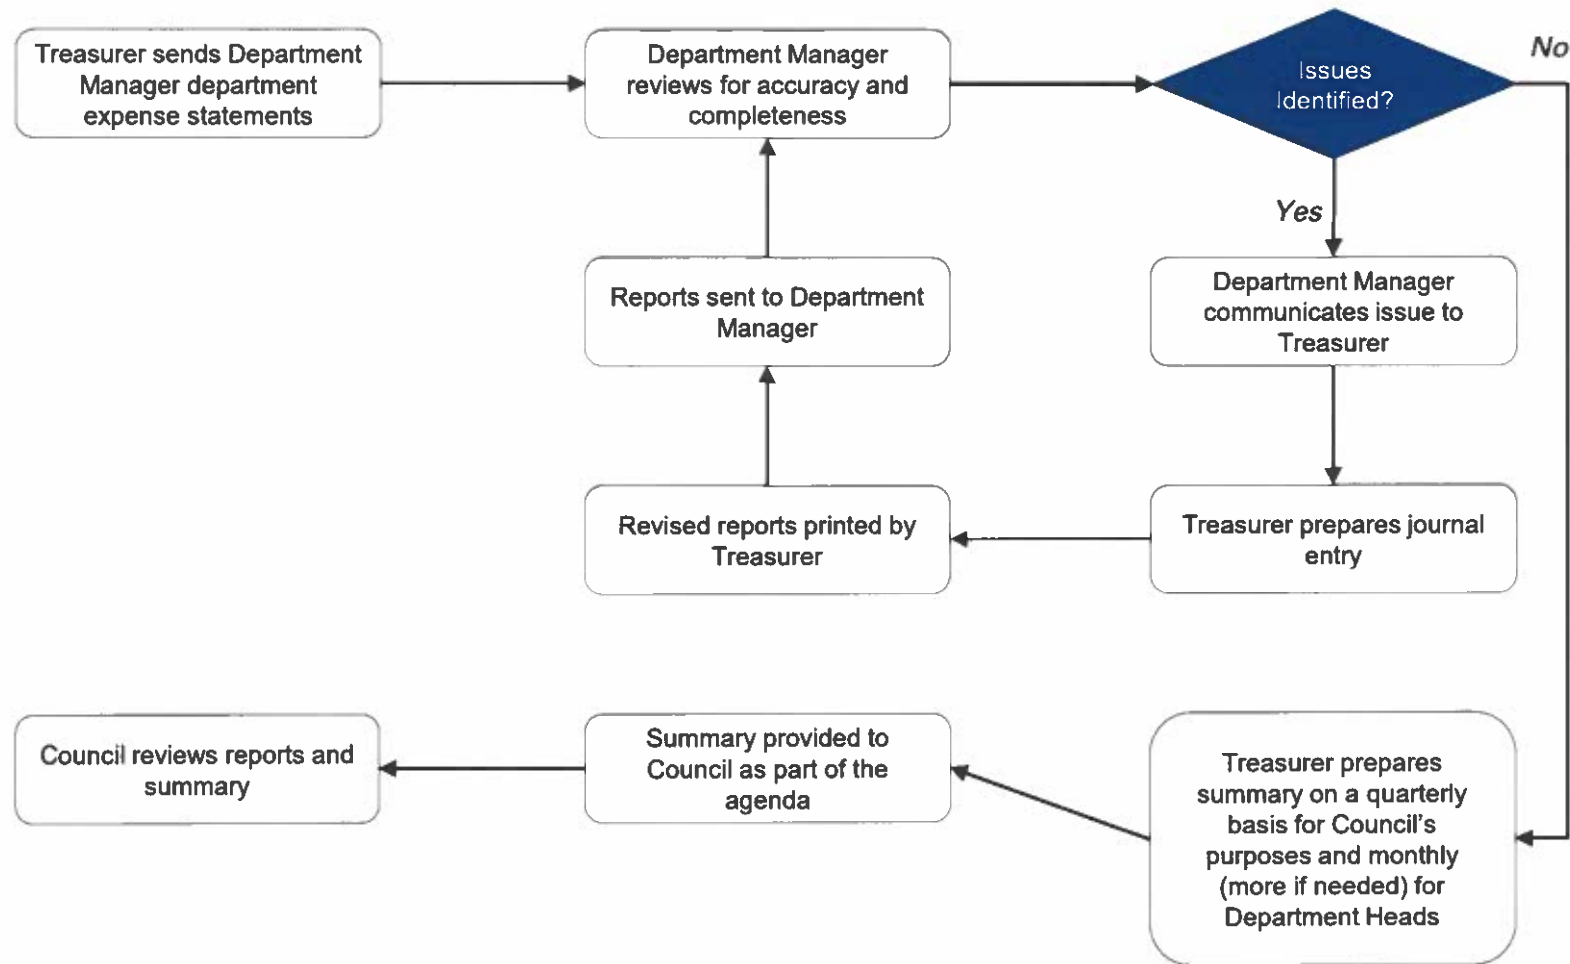 Treasurer sends Department
Manager department
expense statements
Department Manager
reviews for accuracy and
completeness
Issues
Identified?
No
Yes
Department Manager
communicates issue to
Treasurer
Reports sent to Department
Manager
Revised reports printed by
Treasurer
Treasurer prepares journal
entry
Council reviews reports and
summary
Summary provided to
Council as part of the
agenda
Treasurer prepares
summary on a quarterly
basis for Council's
purposes and monthly
(more if needed) for
Department Heads